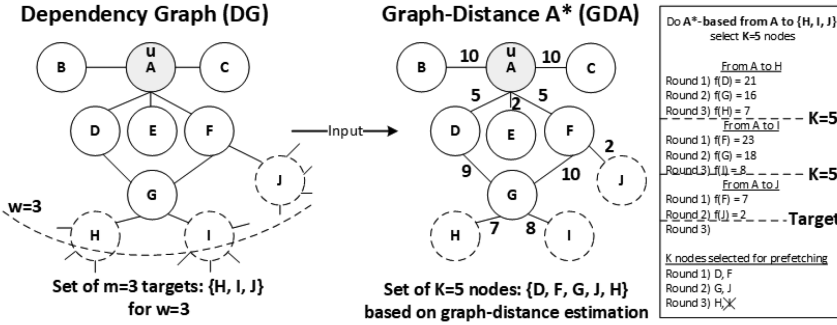 Dependency Graph (DG)
u
B
A
C
D
E
F
G
J
w=3
H
I
Set of m=3 targets: {H, I, J}
for w=3
Input
Graph-Distance A* (GDA)
u
B
10
A
10
C
5
2
5
D
E
F
2
9
10
J
G
H
7
8
I
Set of K=5 nodes: {D, F, G, J, H}
based on graph-distance estimation
Do A*-based from A to {H, I, J}
select K=5 nodes
From A to H
Round 1) f(D) = 21
Round 2) f(G) = 16
Round 3) f(H) = 7
K=5
From A to I
Round 1) f(F) = 23
Round 2) f(G) = 18
Round 3) f(I) = 8
K=5
From A to J
Round 1) f(F) = 7
Round 2) f(J) = 2
Target
Round 3)
K nodes selected for prefetching
Round 1) D, F
Round 2) G, J
Round 3) H, I